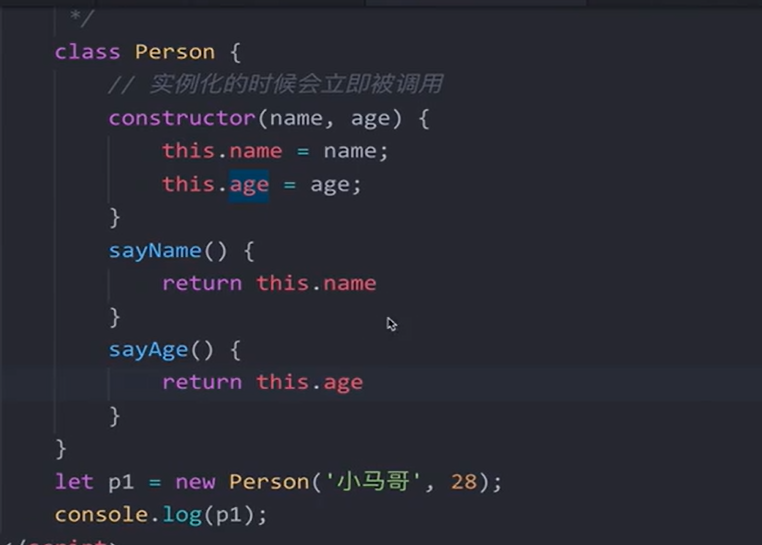 */
class Person {
// 实例化的时候会立即被调用
constructor(name, age) {
this.name = name;
this.age = age;
}
sayName() {
return this.name
}
sayAge() {
return this.age
}
}
let p1 = new Person('小马哥', 28);
console.log(p1);
</script>